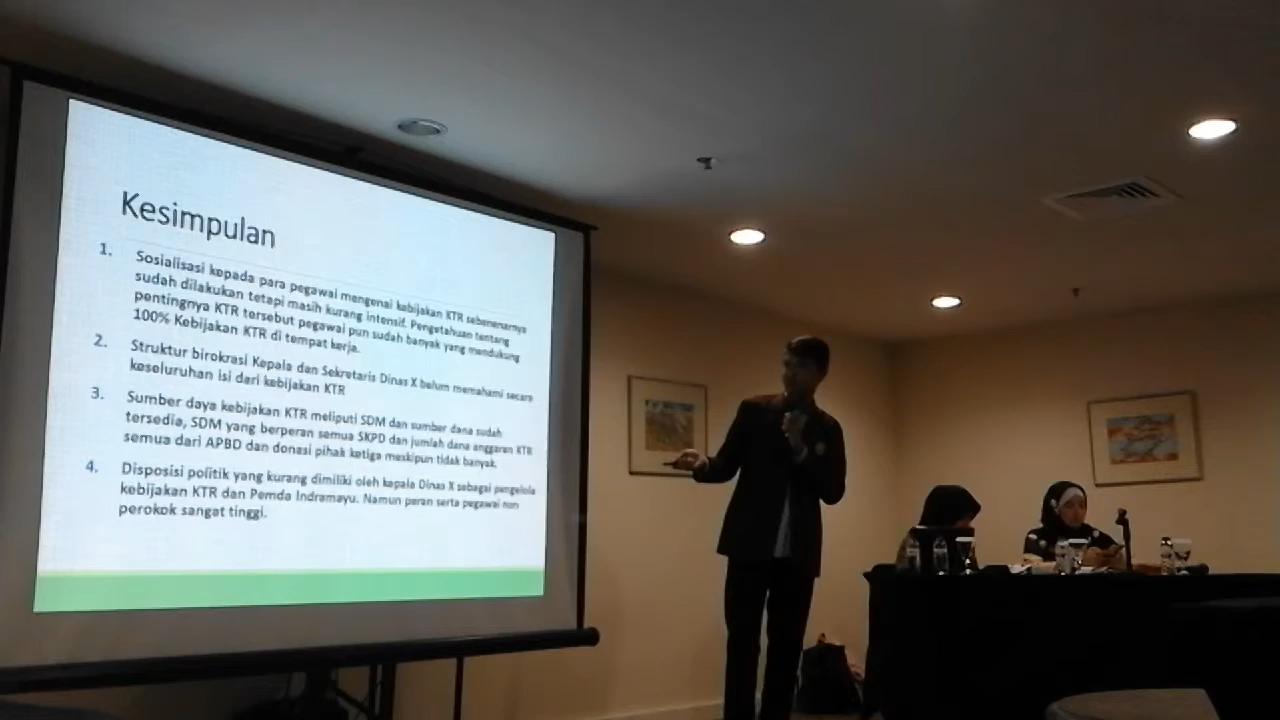 Kesimpulan
1. Sosialisasi kepada para pegawai mengenai kebijakan KTR sebenenarnya
sudah dilakukan tetapi masih kurang intensif. Pengetahuan tentang
pentingnya KTR tersebut pegawai pun sudah banyak yang mendukung
100% Kebijakan KTR di tempat kerja.
2. Struktur birokrasi Kepala dan Sekretaris Dinas X belum memahami secara
keseluruhan isi dari kebijakan KTR
3. Sumber daya kebijakan KTR meliputi SDM dan sumber dana sudah
tersedia, SDM yang berperan semua SKPD dan jumlah dana anggaran KTR
semua dari APBD dan donasi pihak ketiga meskipun tidak banyak.
4. Disposisi politik yang kurang dimiliki oleh kepala Dinas X sebagai pengelola
kebijakan KTR dan Pemda Indramayu. Namun peran serta pegawai non
perokok sangat tinggi.